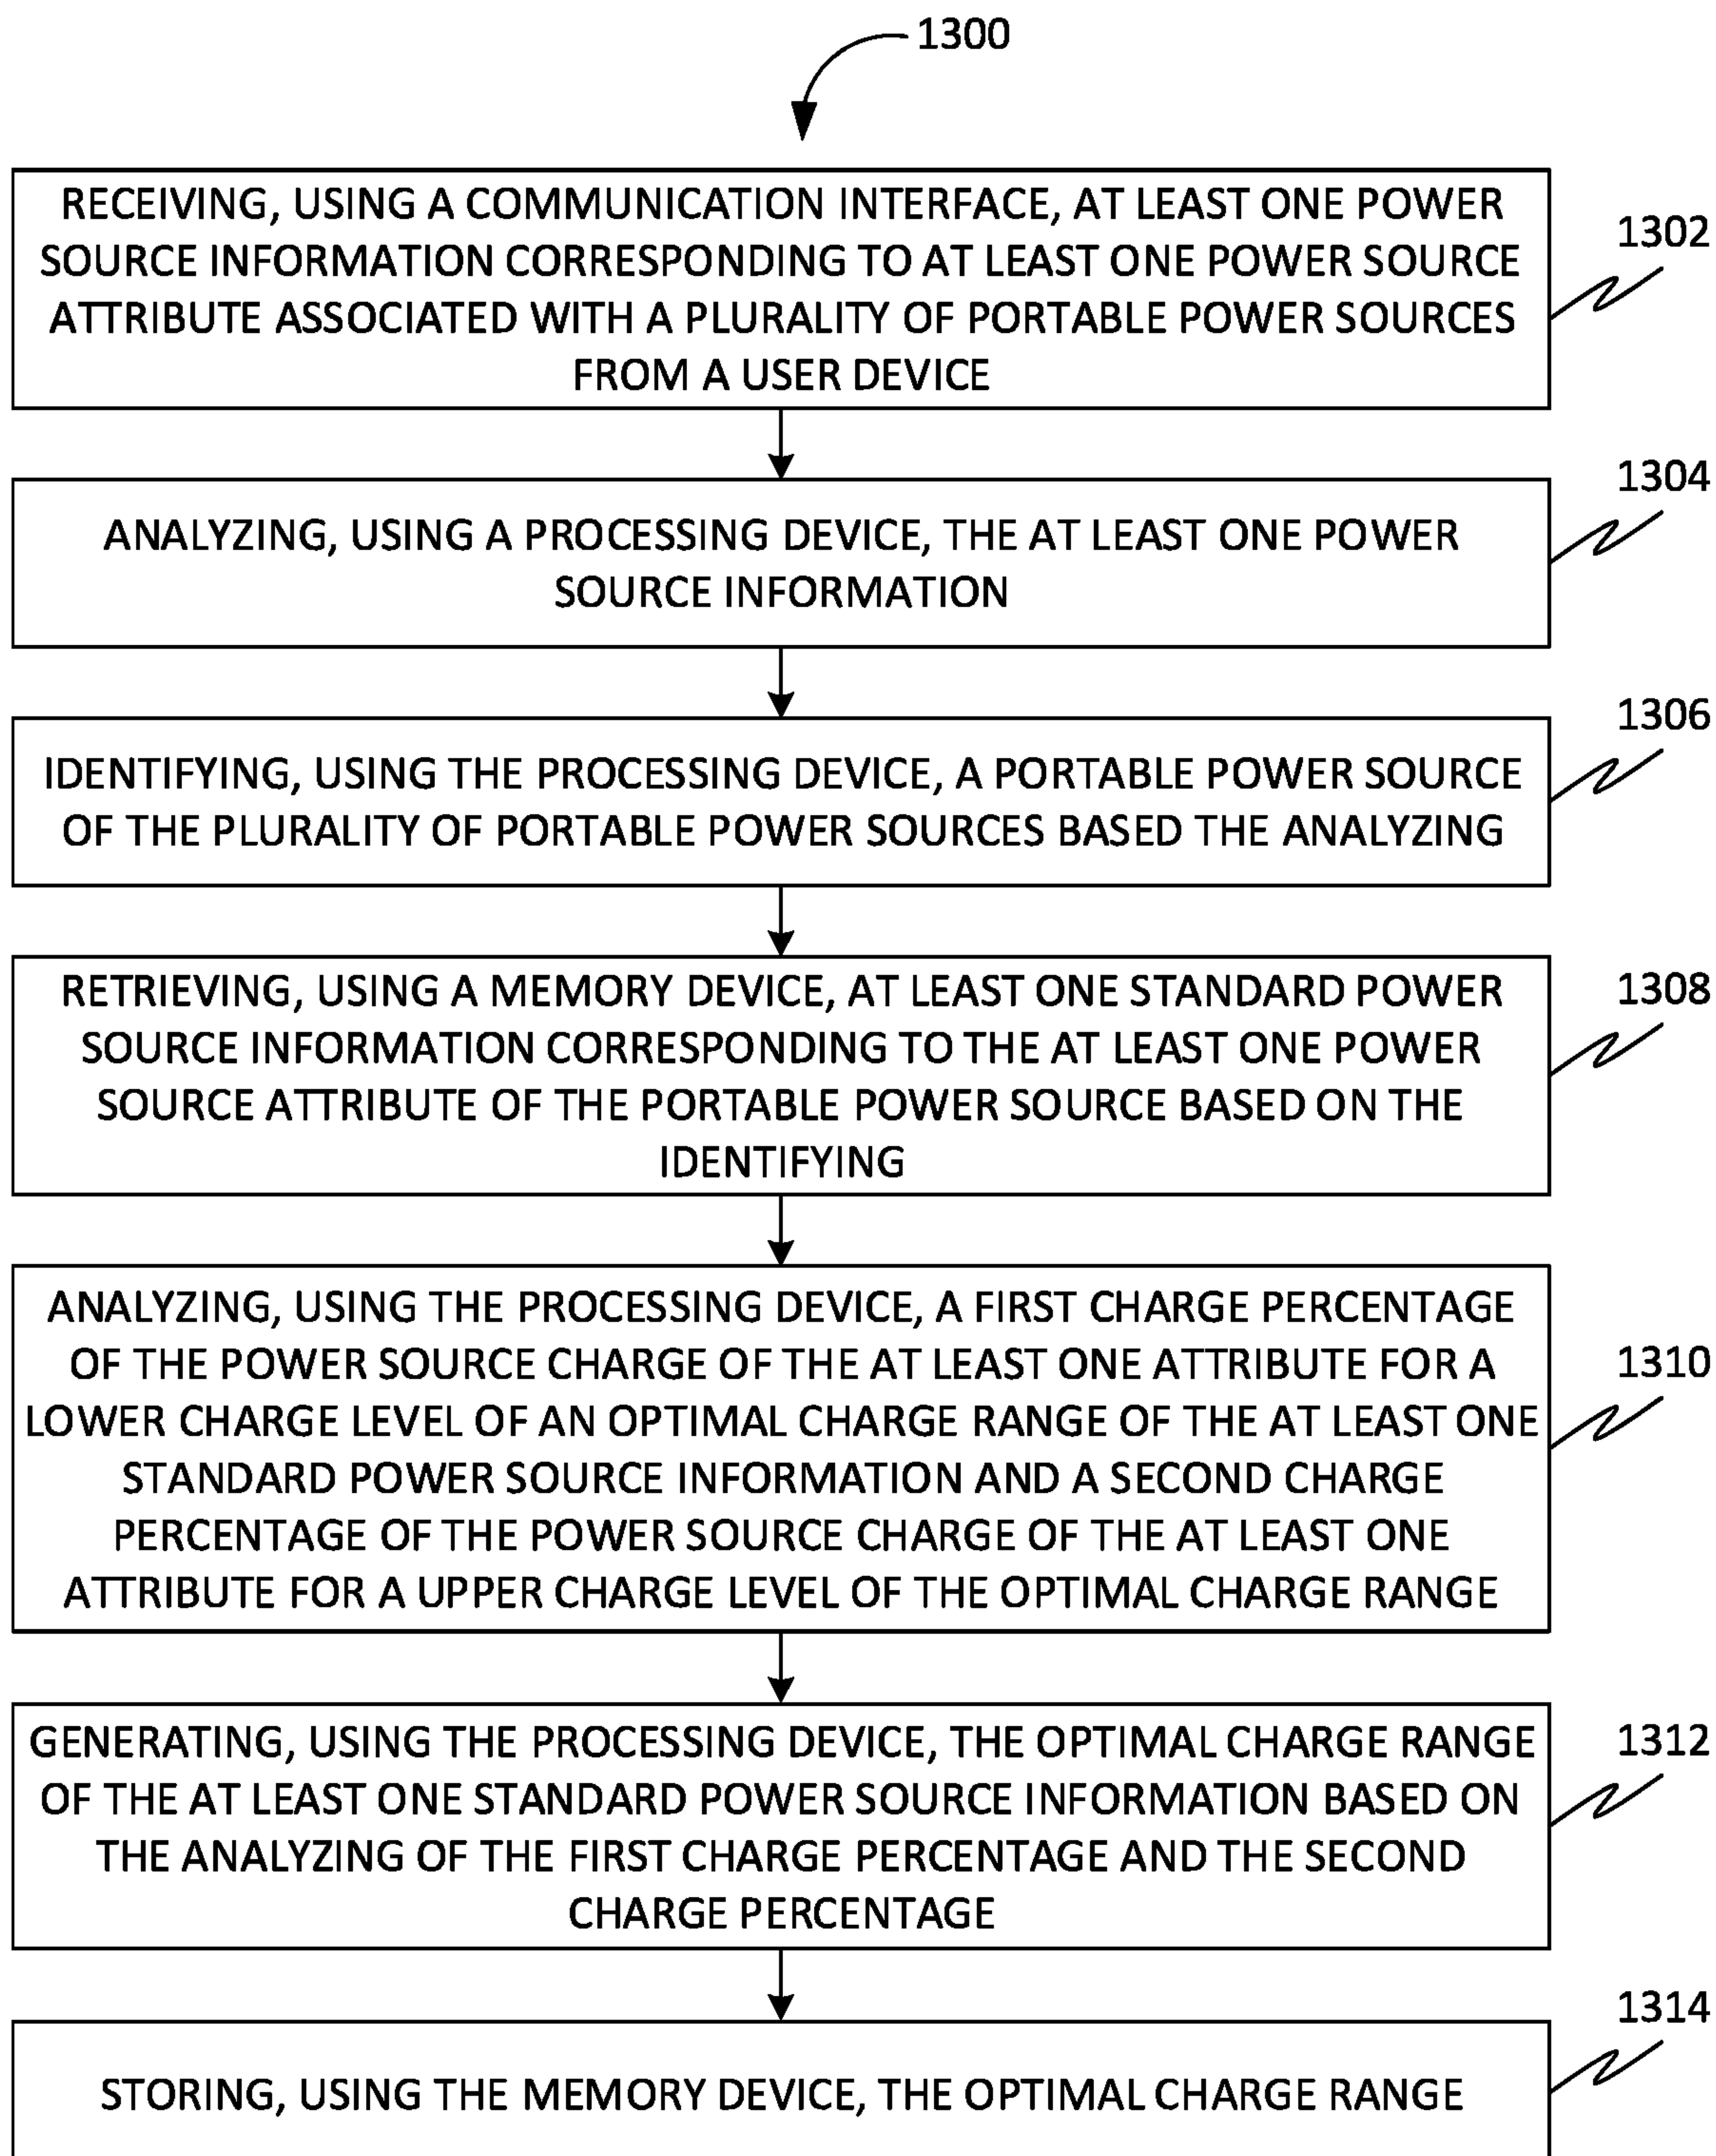 1300
RECEIVING, USING A COMMUNICATION INTERFACE, AT LEAST ONE POWER
SOURCE INFORMATION CORRESPONDING TO AT LEAST ONE POWER SOURCE
ATTRIBUTE ASSOCIATED WITH A PLURALITY OF PORTABLE POWER SOURCES
FROM A USER DEVICE
1302
ANALYZING, USING A PROCESSING DEVICE, THE AT LEAST ONE POWER
SOURCE INFORMATION
1304
IDENTIFYING, USING THE PROCESSING DEVICE, A PORTABLE POWER SOURCE
OF THE PLURALITY OF PORTABLE POWER SOURCES BASED THE ANALYZING
1306
RETRIEVING, USING A MEMORY DEVICE, AT LEAST ONE STANDARD POWER
SOURCE INFORMATION CORRESPONDING TO THE AT LEAST ONE POWER
SOURCE ATTRIBUTE OF THE PORTABLE POWER SOURCE BASED ON THE
IDENTIFYING
1308
ANALYZING, USING THE PROCESSING DEVICE, A FIRST CHARGE PERCENTAGE
OF THE POWER SOURCE CHARGE OF THE AT LEAST ONE ATTRIBUTE FOR A
LOWER CHARGE LEVEL OF AN OPTIMAL CHARGE RANGE OF THE AT LEAST ONE
STANDARD POWER SOURCE INFORMATION AND A SECOND CHARGE
PERCENTAGE OF THE POWER SOURCE CHARGE OF THE AT LEAST ONE
ATTRIBUTE FOR A UPPER CHARGE LEVEL OF THE OPTIMAL CHARGE RANGE
1310
GENERATING, USING THE PROCESSING DEVICE, THE OPTIMAL CHARGE RANGE
OF THE AT LEAST ONE STANDARD POWER SOURCE INFORMATION BASED ON
THE ANALYZING OF THE FIRST CHARGE PERCENTAGE AND THE SECOND
CHARGE PERCENTAGE
1312
STORING, USING THE MEMORY DEVICE, THE OPTIMAL CHARGE RANGE
1314